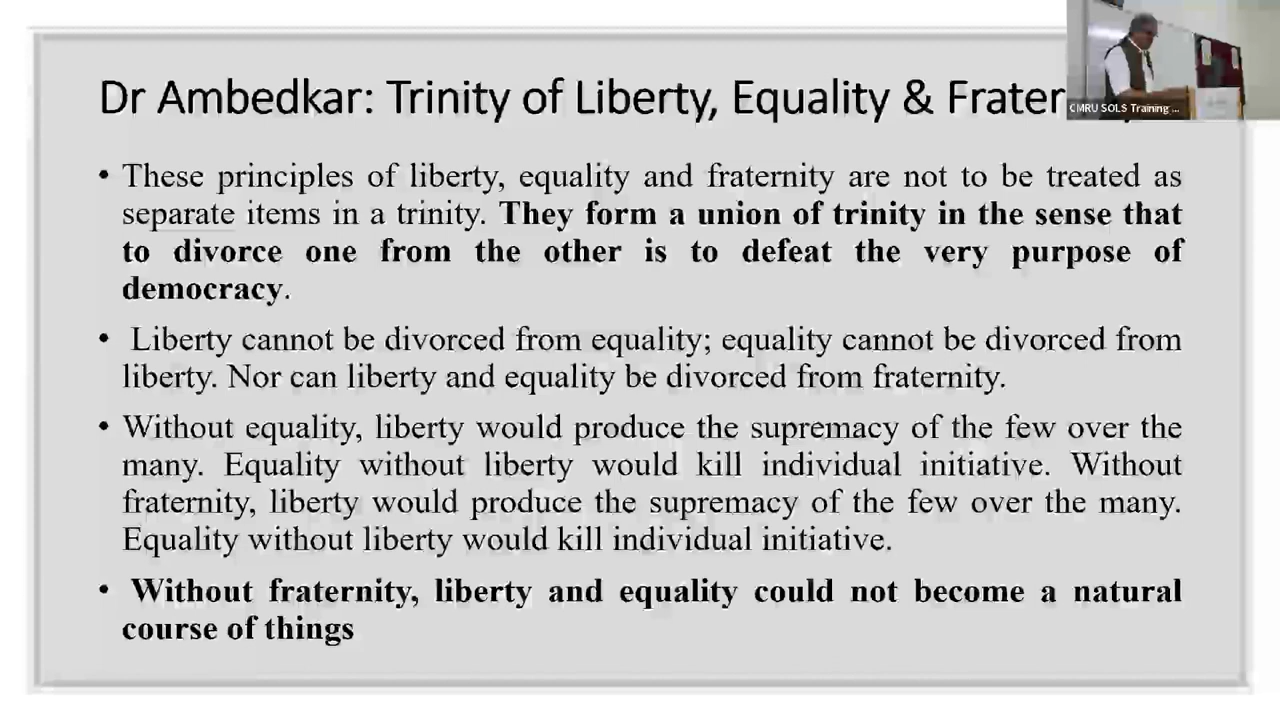 Dr Ambedkar: Trinity of Liberty, Equality & Frater
CMRU SOLS Training ...
• These principles of liberty, equality and fraternity are not to be treated as
separate items in a trinity. They form a union of trinity in the sense that
to divorce one from the other is to defeat the very purpose of
democracy.
• Liberty cannot be divorced from equality; equality cannot be divorced from
liberty. Nor can liberty and equality be divorced from fraternity.
• Without equality, liberty would produce the supremacy of the few over the
many. Equality without liberty would kill individual initiative. Without
fraternity, liberty would produce the supremacy of the few over the many.
Equality without liberty would kill individual initiative.
• Without fraternity, liberty and equality could not become a natural
course of things